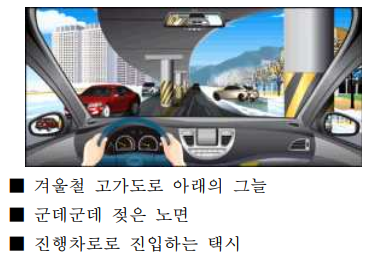 ■ 겨울철 고가도로 아래의 그늘
■ 군데군데 젖은 노면
■ 진행차로로 진입하는 택시